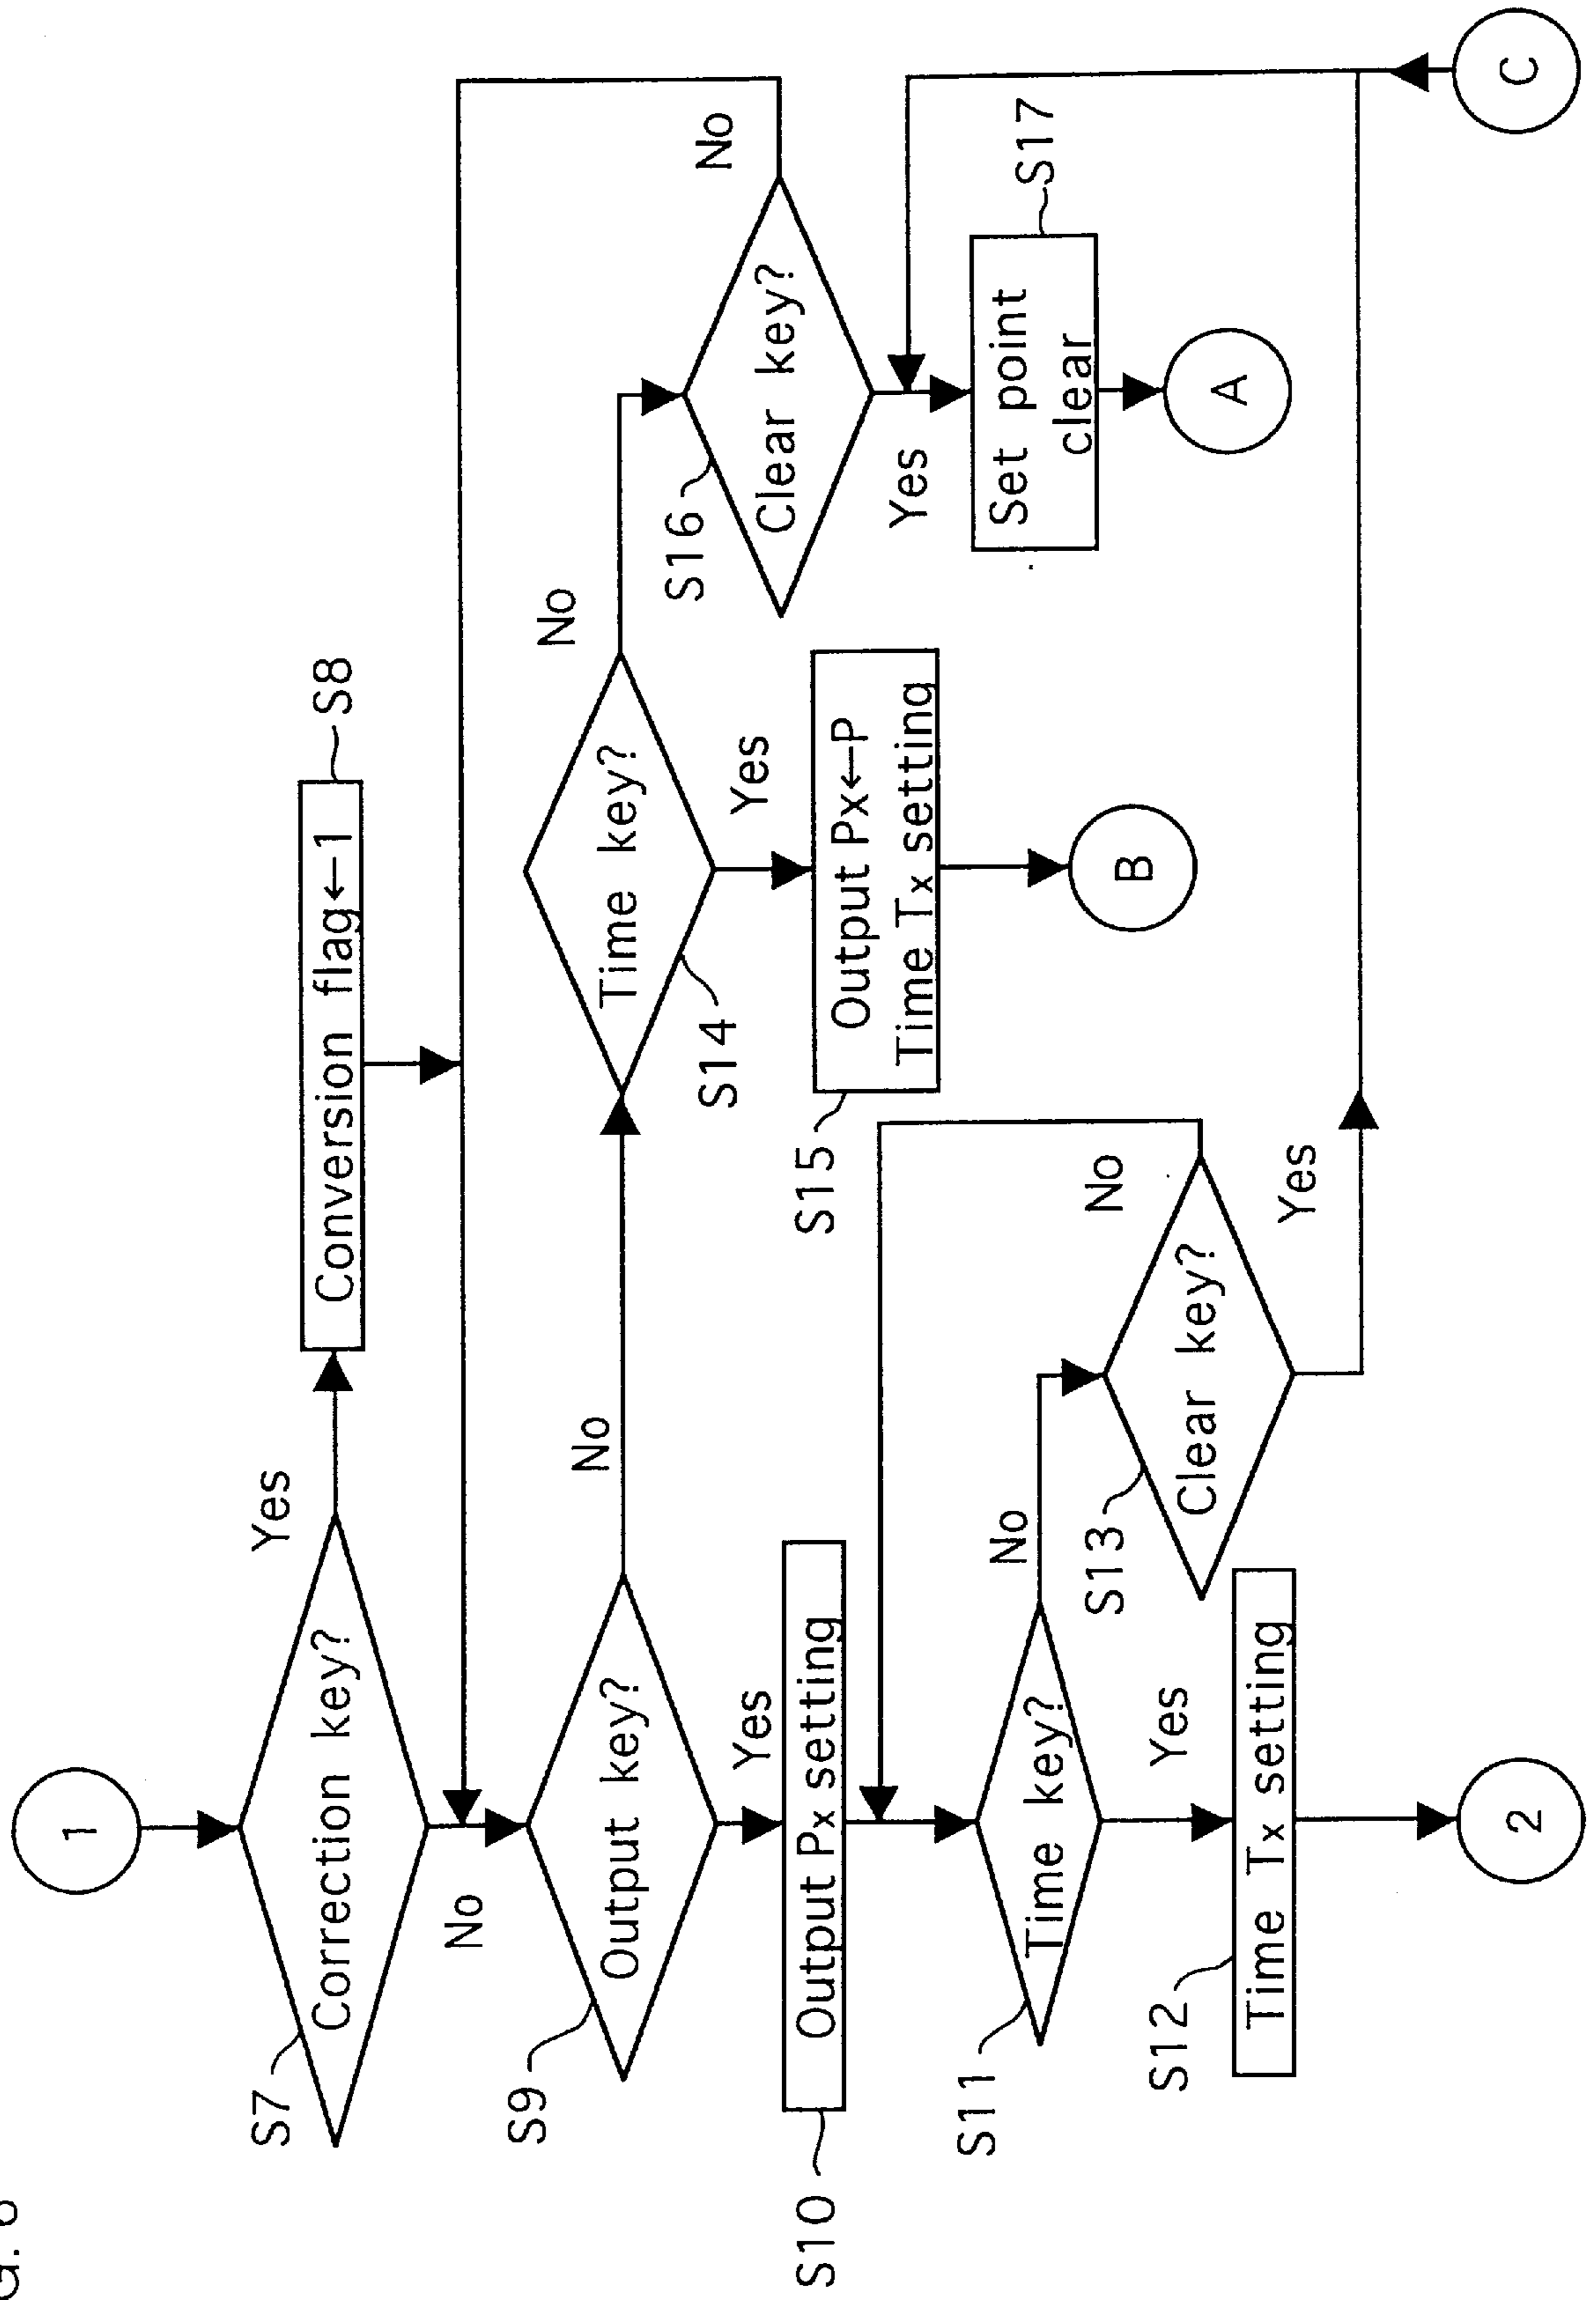 1
S7
Correction key?
Yes
Conversion flag←1
S8
No
S9
Output key?
No
Yes
S10
Output Px setting
S11
Time key?
No
Yes
S12
Time Tx setting
2
S13
Clear key?
No
Yes
S14
Time key?
No
Yes
S15
Output Px←P
Time Tx setting
B
S16
Clear key?
No
Yes
Set point
clear
S17
A
C